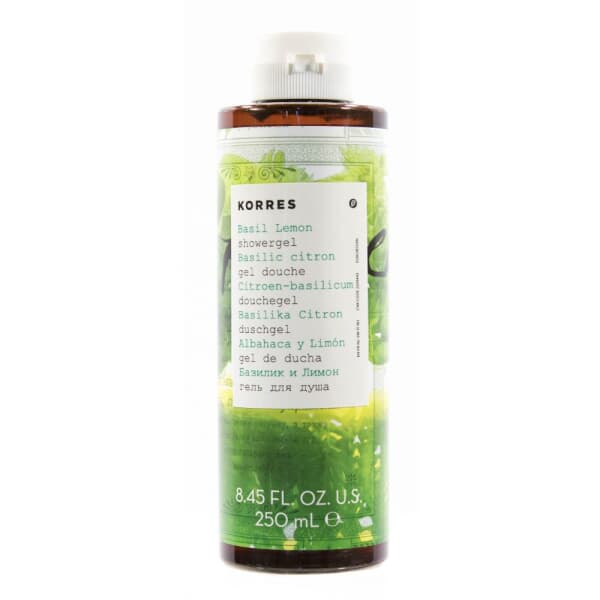 KORRES
Basil Lemon
showergel
Basilic citron
gel douche
Citroen-basilicum
douchegel
Basilika Citron
duschgel
Albahaca y Limón
gel de ducha
Базилик и Лимон
гель для душа
8.45 FL. OZ. U.S.
250 mL ℮